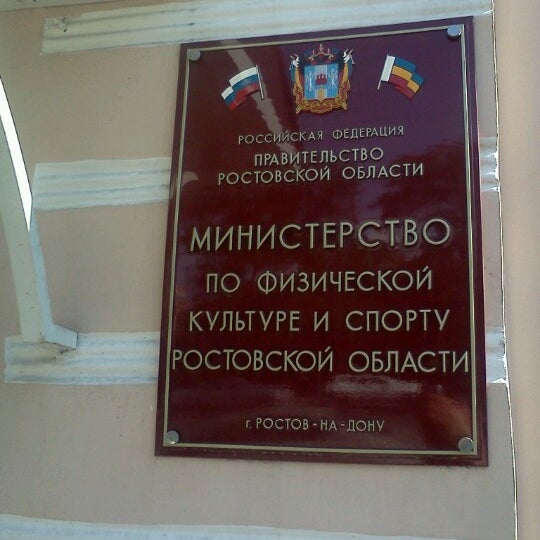 РОССИЙСКАЯ ФЕДЕРАЦИЯ
ПРАВИТЕЛЬСТВО
РОСТОВСКОЙ ОБЛАСТИ
МИНИСТЕРСТВО
ПО ФИЗИЧЕСКОЙ
КУЛЬТУРЕ И СПОРТУ
РОСТОВСКОЙ ОБЛАСТИ
г. РОСТОВ-НА-ДОНУ